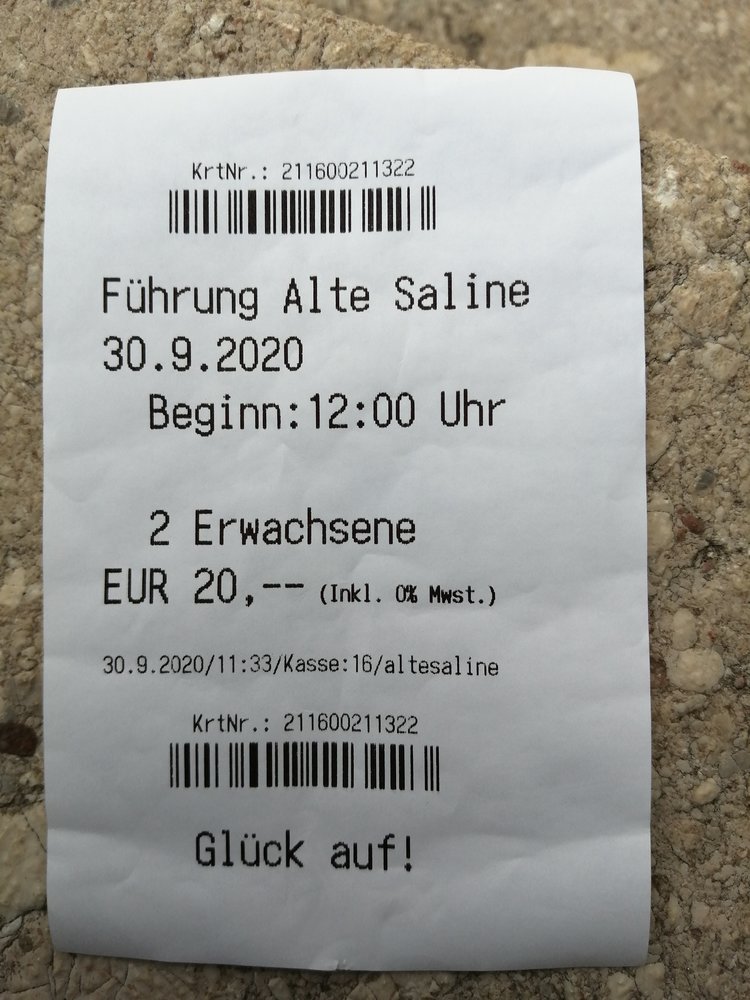 KrtNr.: 211600211322
Führung Alte Saline
30.9.2020
Beginn:12:00 Uhr
2 Erwachsene
EUR 20,-- (Inkl. 0% Mwst.)
30.9.2020/11:33/Kasse:16/altesaline
KrtNr.: 211600211322
Glück auf!